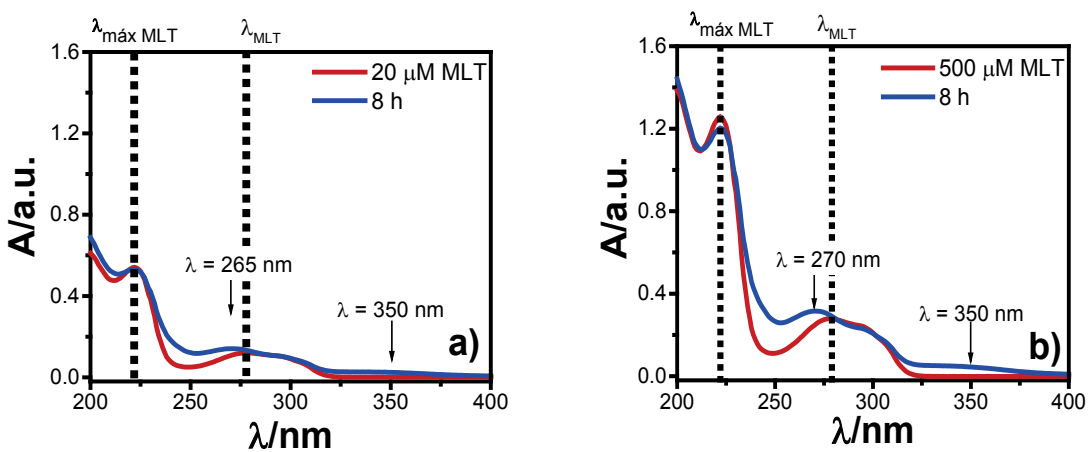 λmáx MLT
λMLT
1.6
20 μM MLT
8 h
1.2
A/a.u.
0.8
λ = 265 nm
0.4
λ = 350 nm
a)
0.0
200 250 300 350 400
λ/nm
λmáx MLT
λMLT
1.6
500 μM MLT
8 h
1.2
A/a.u.
0.8
λ = 270 nm
0.4
λ = 350 nm
b)
0.0
200 250 300 350 400
λ/nm